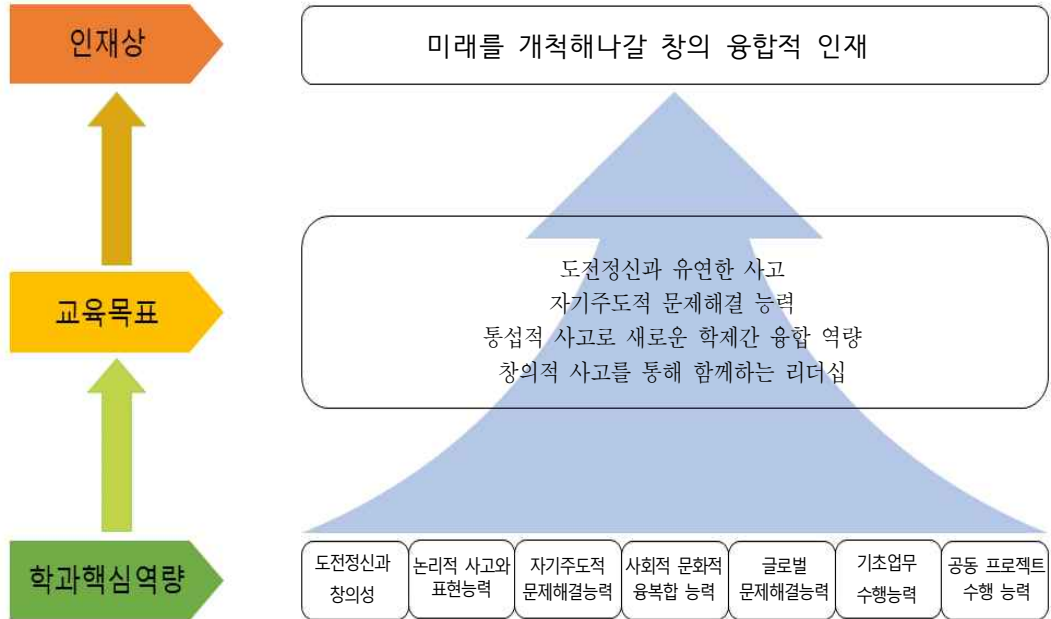 인재상
미래를 개척해나갈 창의 융합적 인재
교육목표
도전정신과 유연한 사고
자기주도적 문제해결 능력
통섭적 사고로 새로운 학제간 융합 역량
창의적 사고를 통해 함께하는 리더십
학과핵심역량
도전정신과
창의성
논리적 사고와
표현능력
자기주도적
문제해결능력
사회적 문화적
융복합 능력
글로벌
문제해결능력
기초업무
수행능력
공동 프로젝트
수행 능력